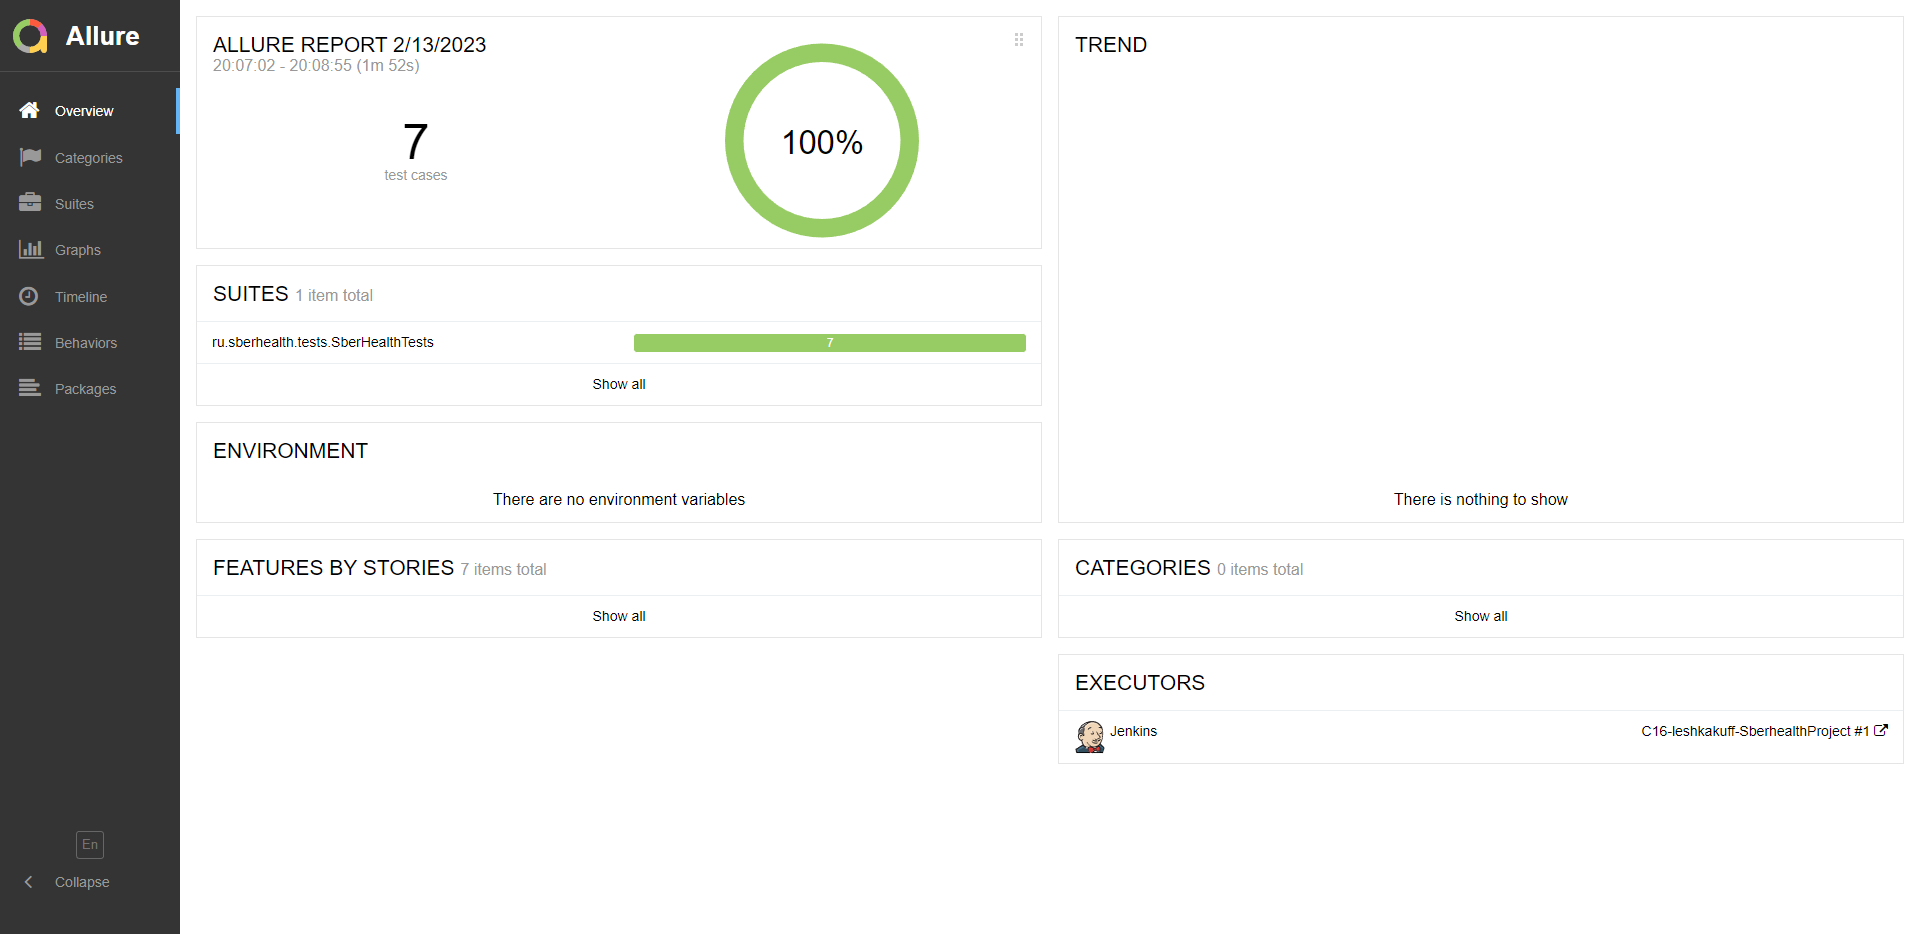 Allure
Overview
Categories
Suites
Graphs
Timeline
Behaviors
Packages
En
Collapse
ALLURE REPORT 2/13/2023
20:07:02 - 20:08:55 (1m 52s)
7
test cases
100%
SUITES 1 item total
ru.sberhealth.tests.SberHealthTests 7
Show all
ENVIRONMENT
There are no environment variables
FEATURES BY STORIES 7 items total
Show all
TREND
There is nothing to show
CATEGORIES 0 items total
Show all
EXECUTORS
Jenkins C16-leshkakuff-SberhealthProject #1